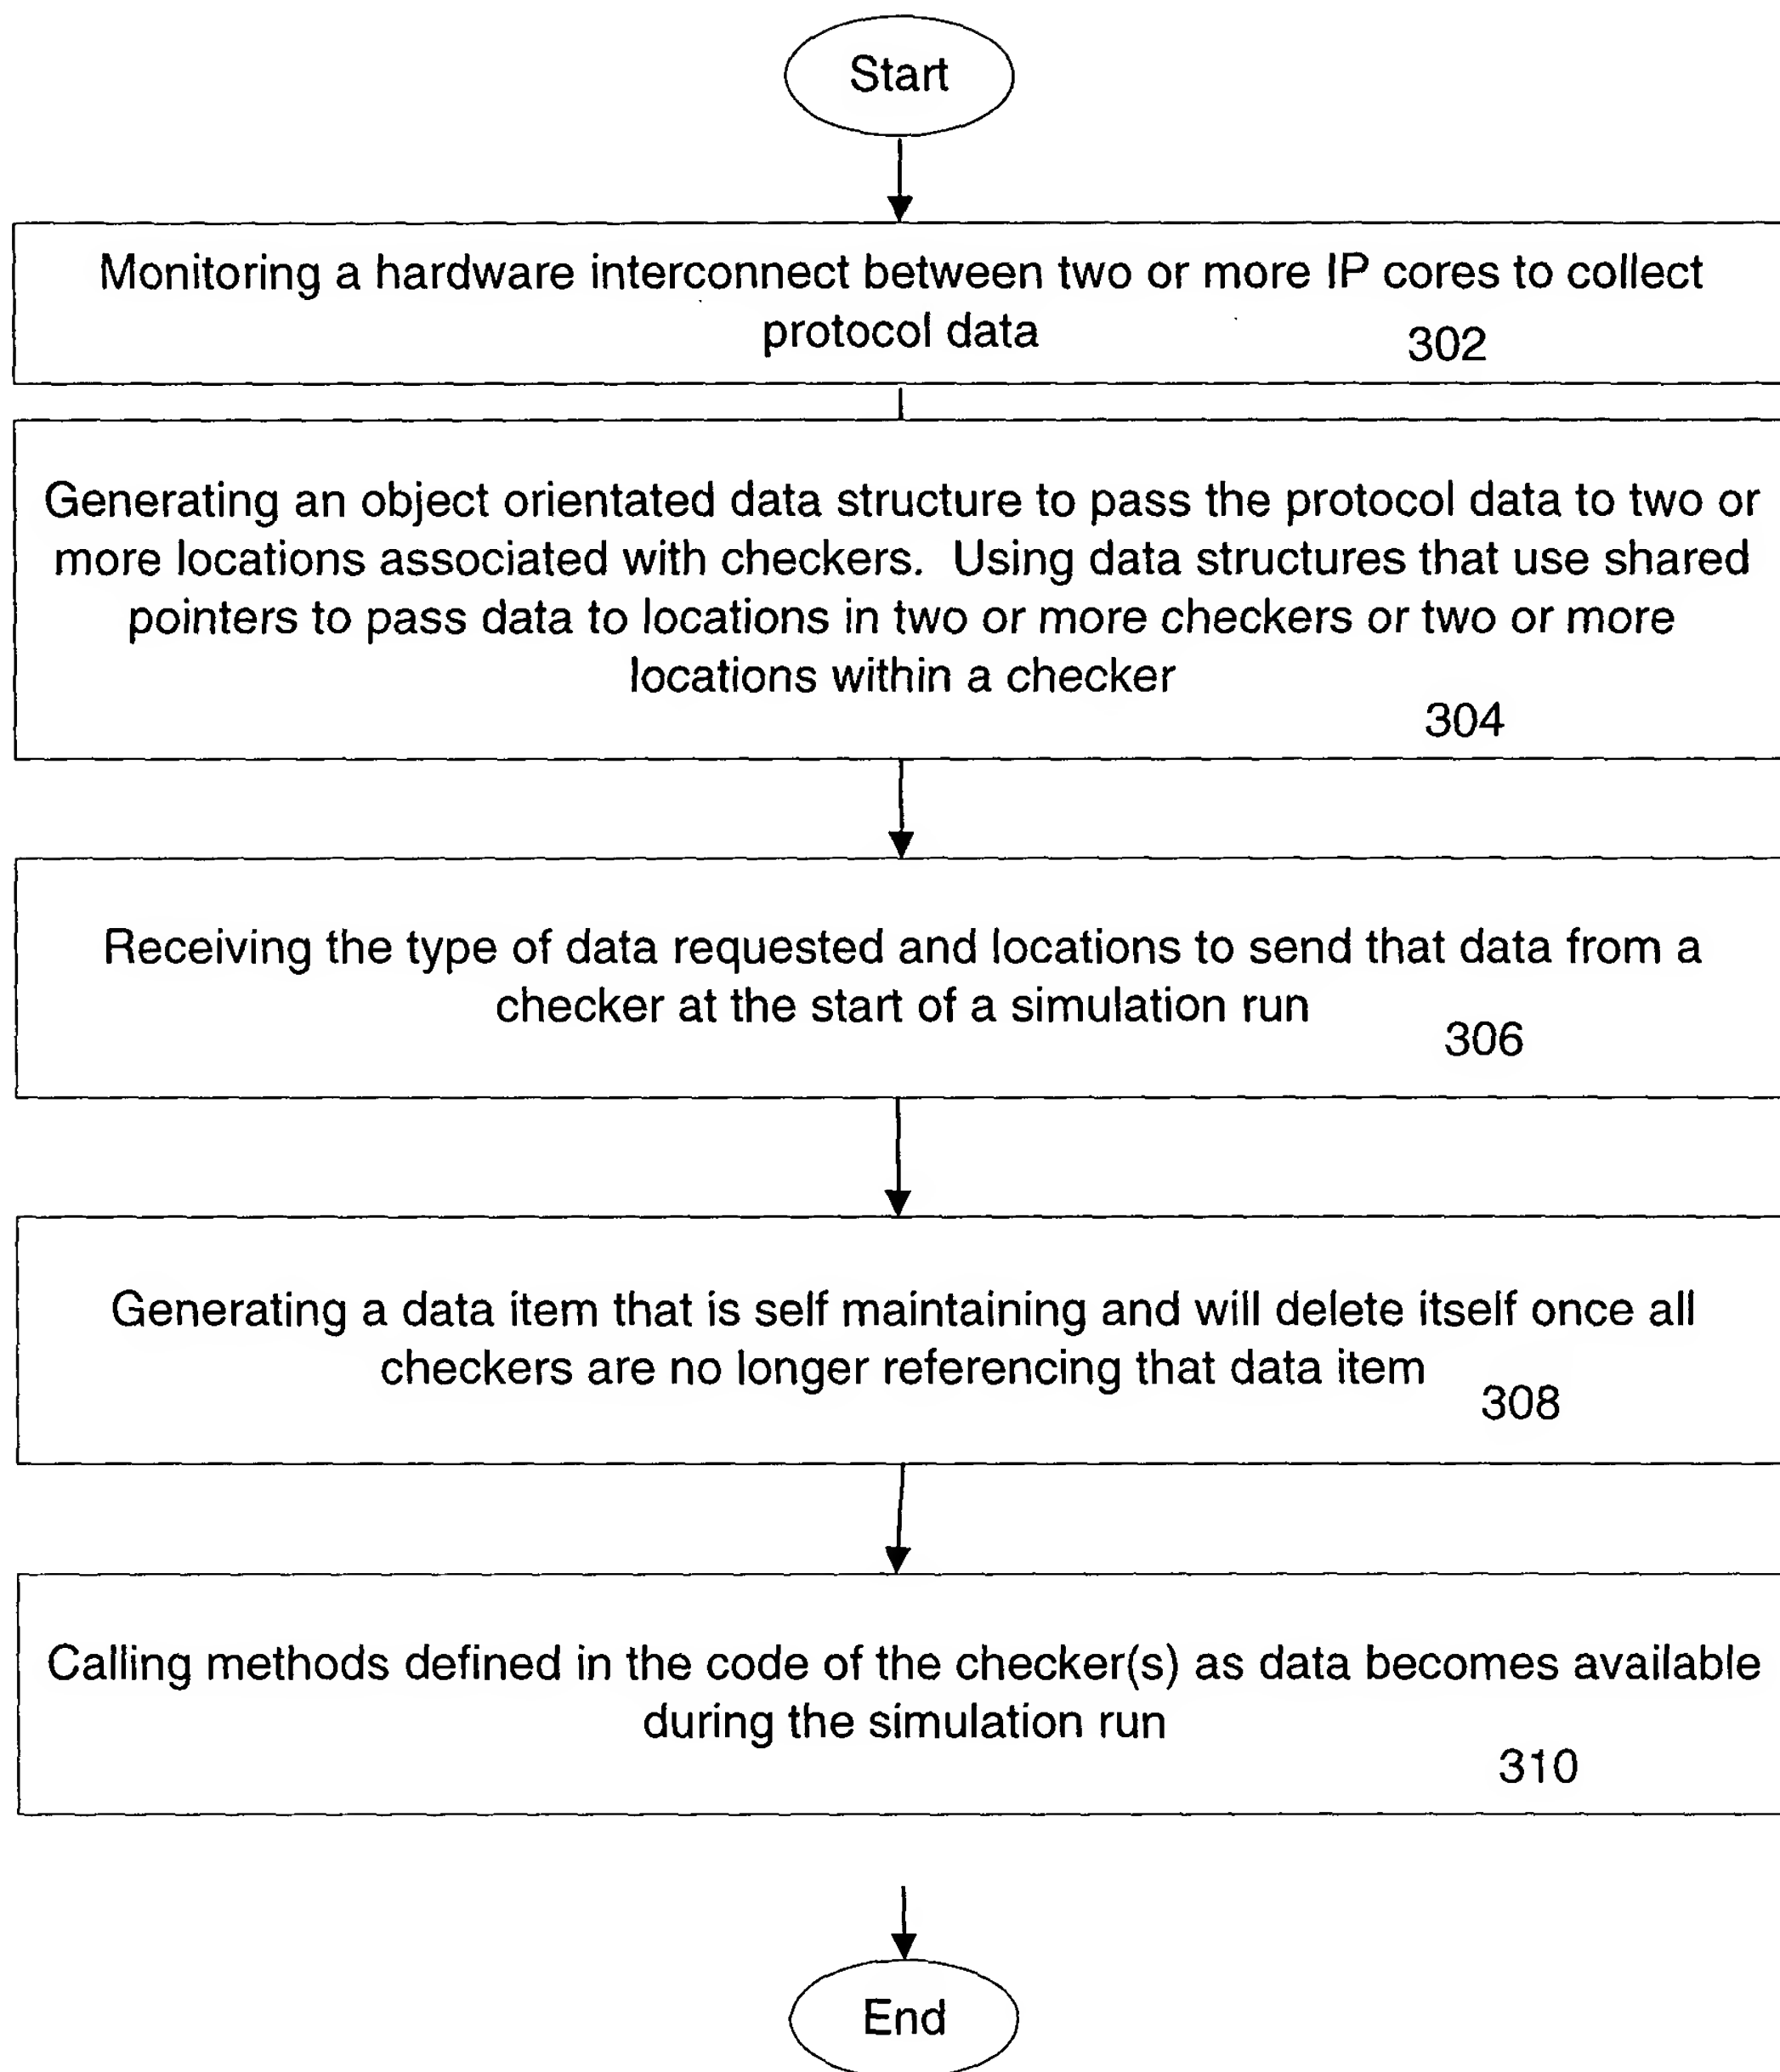 Start
Monitoring a hardware interconnect between two or more IP cores to collect
protocol data
302
Generating an object orientated data structure to pass the protocol data to two or
more locations associated with checkers.  Using data structures that use shared
pointers to pass data to locations in two or more checkers or two or more
locations within a checker
304
Receiving the type of data requested and locations to send that data from a
checker at the start of a simulation run
306
Generating a data item that is self maintaining and will delete itself once all
checkers are no longer referencing that data item
308
Calling methods defined in the code of the checker(s) as data becomes available
during the simulation run
310
End